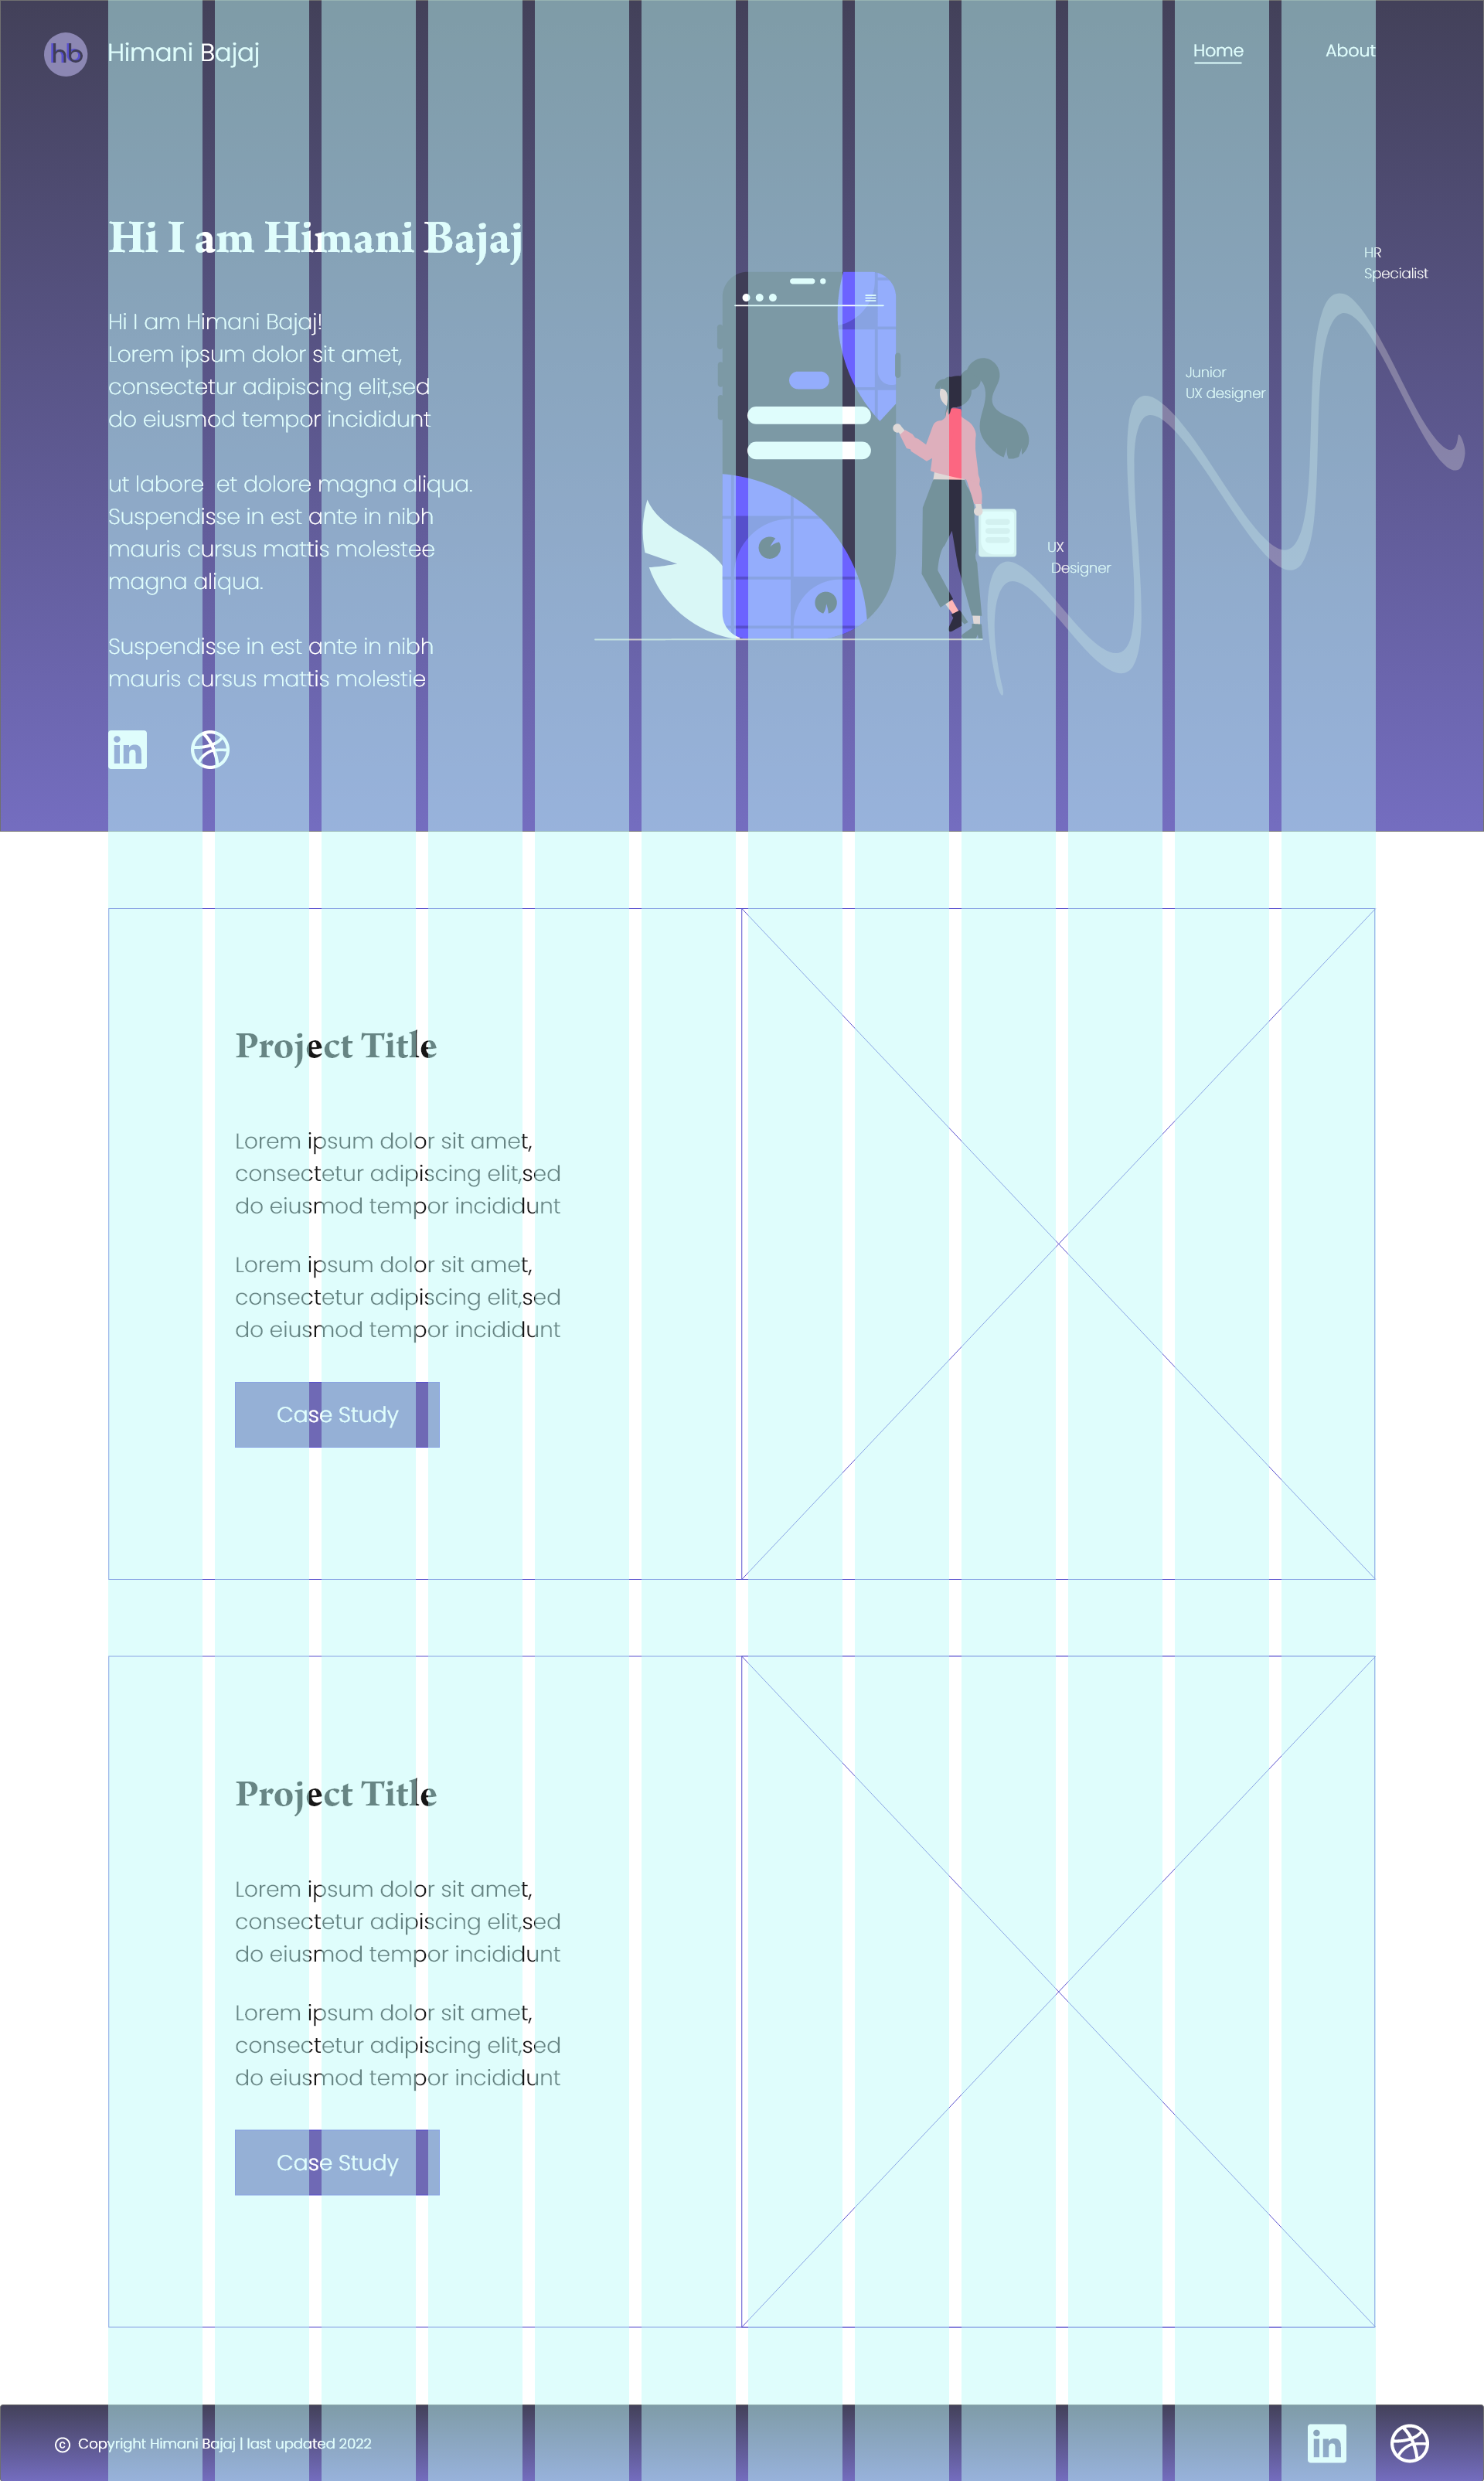 hb Himani Bajaj
Home About
Hi I am Himani Bajaj
Hi I am Himani Bajaj!
Lorem ipsum dolor sit amet,
consectetur adipiscing elit,sed
do eiusmod tempor incididunt
ut labore  et dolore magna aliqua.
Suspendisse in est ante in nibh
mauris cursus mattis molestee
magna aliqua.
Suspendisse in est ante in nibh
mauris cursus mattis molestie
in
HR
Specialist
Junior
UX designer
UX
Designer
Project Title
Lorem ipsum dolor sit amet,
consectetur adipiscing elit,sed
do eiusmod tempor incididunt
Lorem ipsum dolor sit amet,
consectetur adipiscing elit,sed
do eiusmod tempor incididunt
Case Study
Project Title
Lorem ipsum dolor sit amet,
consectetur adipiscing elit,sed
do eiusmod tempor incididunt
Lorem ipsum dolor sit amet,
consectetur adipiscing elit,sed
do eiusmod tempor incididunt
Case Study
© Copyright Himani Bajaj | last updated 2022
in